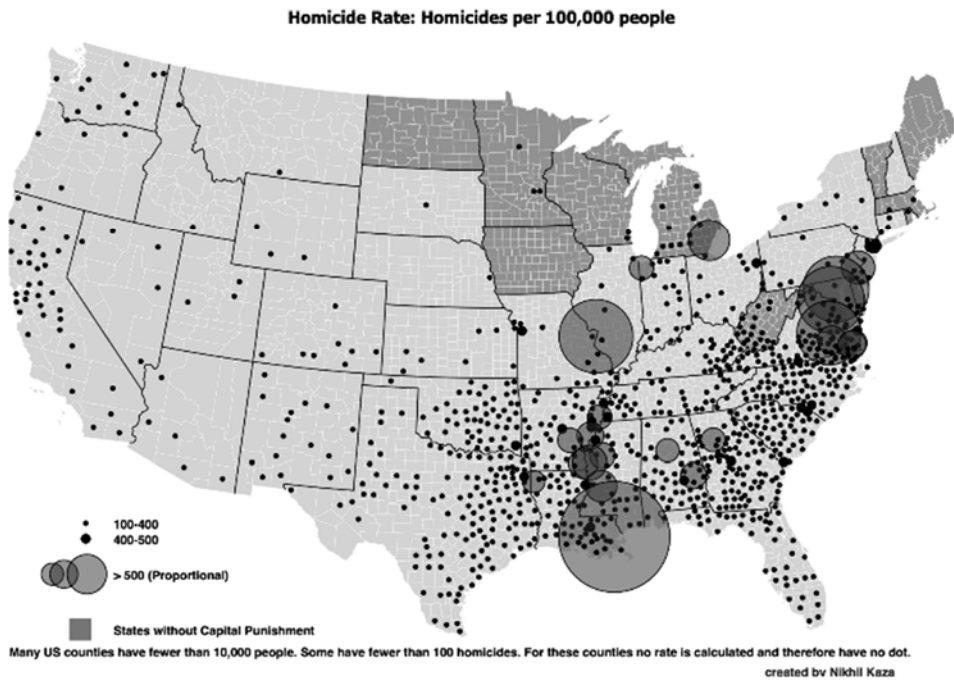 Homicide Rate: Homicides per 100,000 people
100-400
400-500
> 500 (Proportional)
States without Capital Punishment
Many US counties have fewer than 10,000 people. Some have fewer than 100 homicides. For these counties no rate is calculated and therefore have no dot.
created by Nikhil Kaza